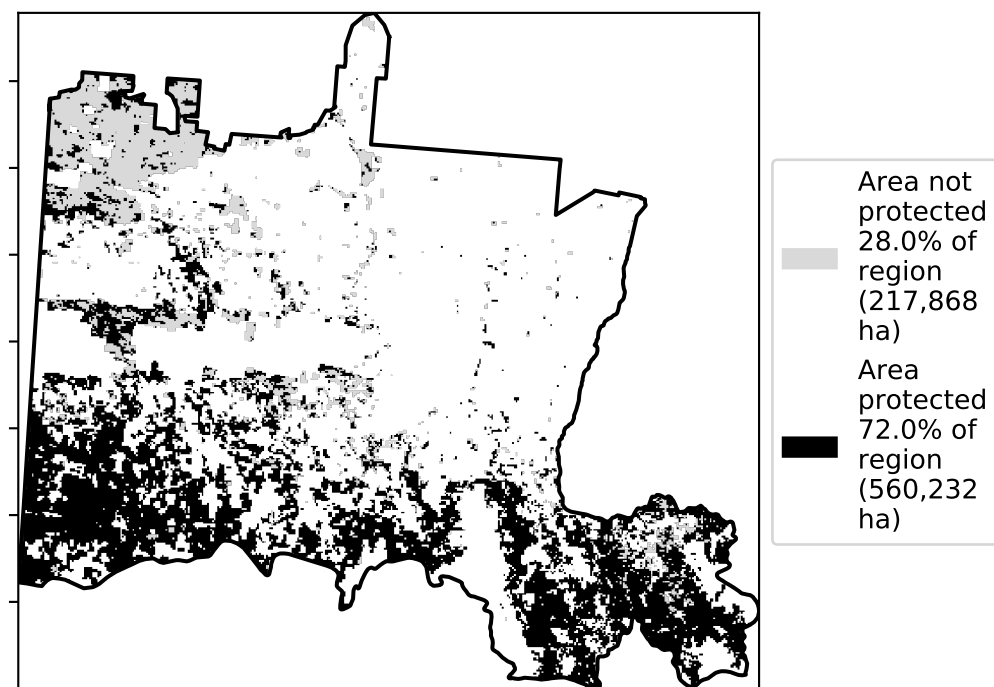 Area not
protected
28.0% of
region
(217,868
ha)
Area
protected
72.0% of
region
(560,232
ha)